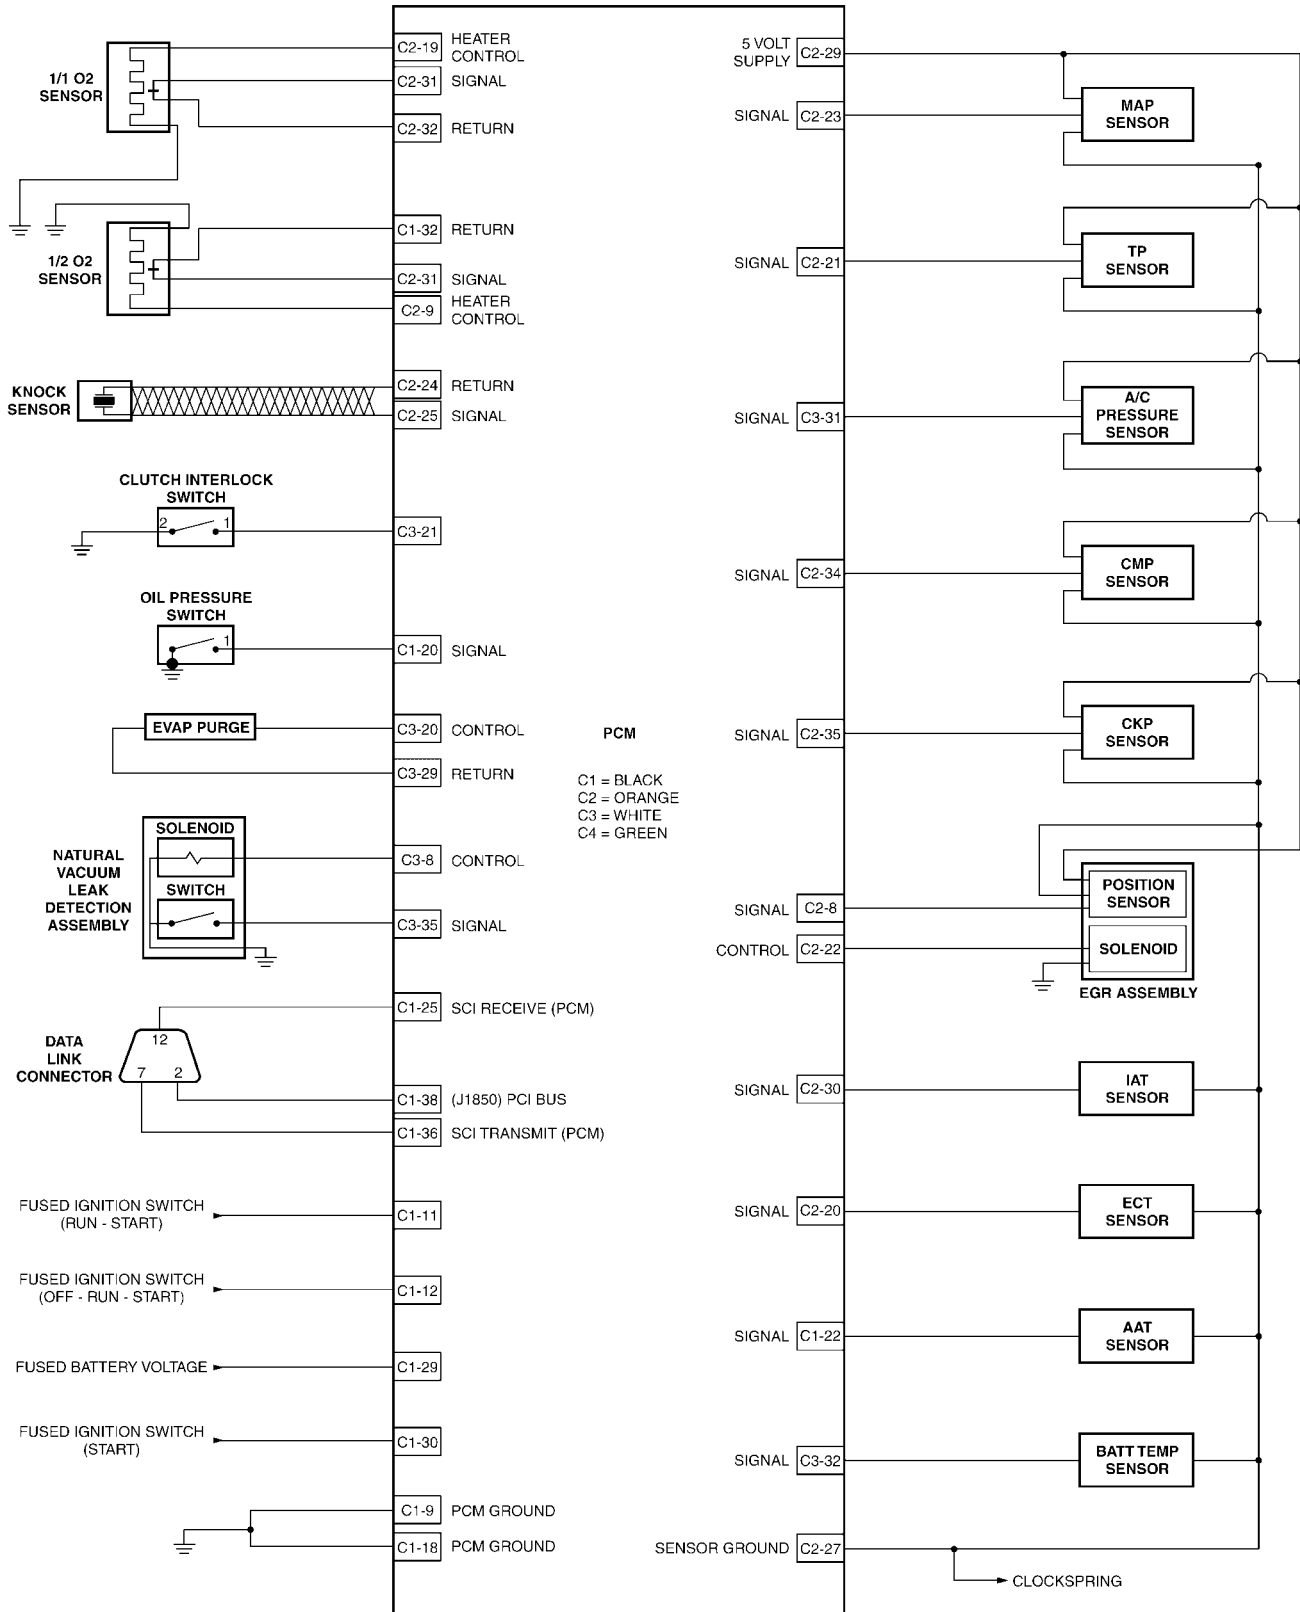 1/1 O2
SENSOR
C2-19
HEATER
CONTROL
C2-31
SIGNAL
C2-32
RETURN
1/2 O2
SENSOR
C1-32
RETURN
C2-31
SIGNAL
C2-9
HEATER
CONTROL
KNOCK
SENSOR
C2-24
RETURN
C2-25
SIGNAL
CLUTCH INTERLOCK
SWITCH
2
1
C3-21
OIL PRESSURE
SWITCH
1
C1-20
SIGNAL
EVAP PURGE
C3-20
CONTROL
C3-29
RETURN
NATURAL
VACUUM
LEAK
DETECTION
ASSEMBLY
SOLENOID
SWITCH
C3-8
CONTROL
C3-35
SIGNAL
DATA
LINK
CONNECTOR
12
7
2
C1-25
SCI RECEIVE (PCM)
C1-38
(J1850) PCI BUS
C1-36
SCI TRANSMIT (PCM)
FUSED IGNITION SWITCH
(RUN - START)
C1-11
FUSED IGNITION SWITCH
(OFF - RUN - START)
C1-12
FUSED BATTERY VOLTAGE
C1-29
FUSED IGNITION SWITCH
(START)
C1-30
C1-9
PCM GROUND
C1-18
PCM GROUND
PCM
C1 = BLACK
C2 = ORANGE
C3 = WHITE
C4 = GREEN
5 VOLT
SUPPLY
C2-29
SIGNAL
C2-23
MAP
SENSOR
SIGNAL
C2-21
TP
SENSOR
SIGNAL
C3-31
A/C
PRESSURE
SENSOR
SIGNAL
C2-34
CMP
SENSOR
SIGNAL
C2-35
CKP
SENSOR
SIGNAL
C2-8
POSITION
SENSOR
CONTROL
C2-22
SOLENOID
EGR ASSEMBLY
SIGNAL
C2-30
IAT
SENSOR
SIGNAL
C2-20
ECT
SENSOR
SIGNAL
C1-22
AAT
SENSOR
SIGNAL
C3-32
BATT TEMP
SENSOR
SENSOR GROUND
C2-27
CLOCKSPRING